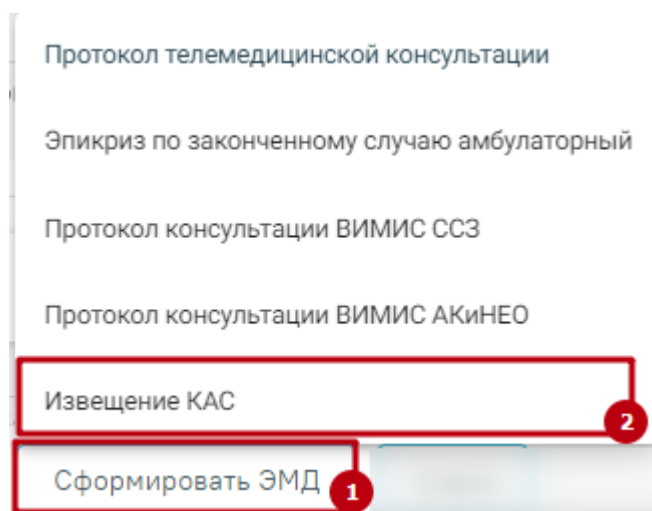 Протокол телемедицинской консультации
Эпикриз по законченному случаю амбулаторный
Протокол консультации ВИМИС ССЗ
Протокол консультации ВИМИС АКиНЕО
Извещение КАС
2
Сформировать ЭМД
1